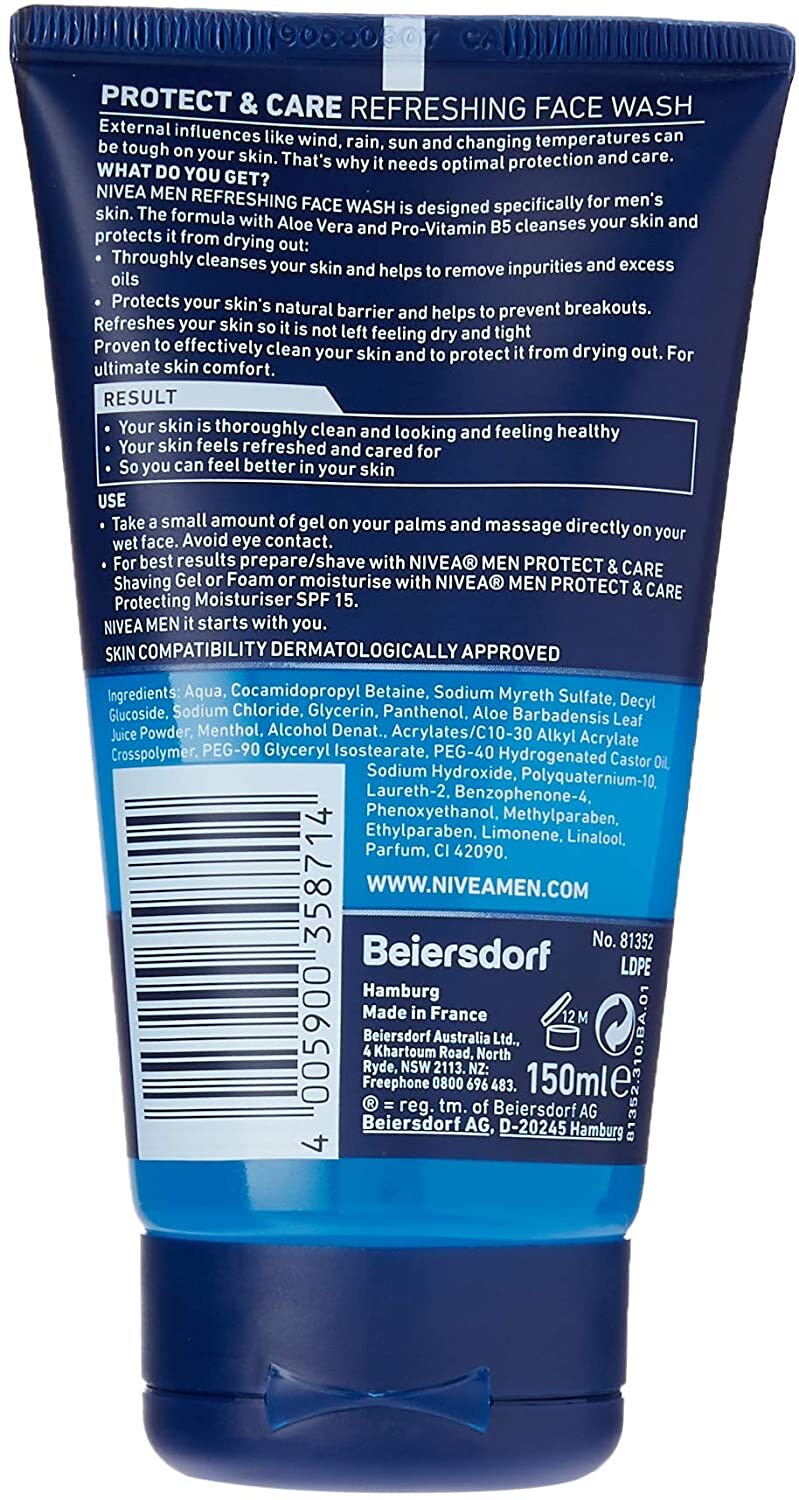 PROTECT & CARE REFRESHING FACE WASH
External influences like wind, rain, sun and changing temperatures can
be tough on your skin. That's why it needs optimal protection and care.
WHAT DO YOU GET?
NIVEA MEN REFRESHING FACE WASH is designed specifically for men's
skin. The formula with Aloe Vera and Pro-Vitamin B5 cleanses your skin and
protects it from drying out:
• Throughly cleanses your skin and helps to remove inpurities and excess
oils
• Protects your skin's natural barrier and helps to prevent breakouts.
Refreshes your skin so it is not left feeling dry and tight
Proven to effectively clean your skin and to protect it from drying out. For
ultimate skin comfort.
RESULT
• Your skin is thoroughly clean and looking and feeling healthy
• Your skin feels refreshed and cared for
• So you can feel better in your skin
USE
• Take a small amount of gel on your palms and massage directly on your
wet face. Avoid eye contact.
• For best results prepare/shave with NIVEA® MEN PROTECT & CARE
Shaving Gel or Foam or moisturise with NIVEA® MEN PROTECT & CARE
Protecting Moisturiser SPF 15.
NIVEA MEN it starts with you.
SKIN COMPATIBILITY DERMATOLOGICALLY APPROVED
Ingredients: Aqua, Cocamidopropyl Betaine, Sodium Myreth Sulfate, Decyl
Glucoside, Sodium Chloride, Glycerin, Panthenol, Aloe Barbadensis Leaf
Juice Powder, Menthol, Alcohol Denat., Acrylates/C10-30 Alkyl Acrylate
Crosspolymer, PEG-90 Glyceryl Isostearate, PEG-40 Hydrogenated Castor Oil,
Sodium Hydroxide, Polyquaternium-10,
Laureth-2, Benzophenone-4,
Phenoxyethanol, Methylparaben,
Ethylparaben, Limonene, Linalool,
Parfum, CI 42090.
WWW.NIVEAMEN.COM
4 005900 358714
Beiersdorf
No. 81352
LDPE
Hamburg
Made in France
12 M
Beiersdorf Australia Ltd.,
4 Khartoum Road, North
Ryde, NSW 2113. NZ:
Freephone 0800 696 483.
150ml e
® = reg. tm. of Beiersdorf AG
Beiersdorf AG, D-20245 Hamburg
81352.310.BA.01